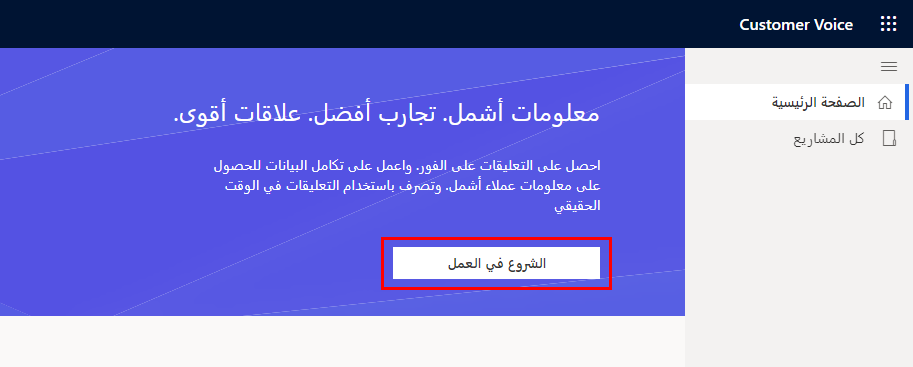 Customer Voice
الصفحة الرئيسية
كل المشاريع
معلومات أشمل. تجارب أفضل. علاقات أقوى.
احصل على التعليقات على الفور. واعمل على تكامل البيانات للحصول
على معلومات عملاء أشمل. وتصرف باستخدام التعليقات في الوقت
الحقيقي
الشروع في العمل